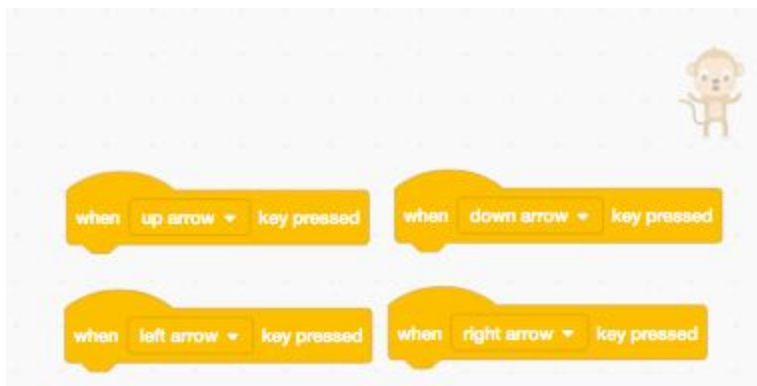 when up arrow key pressed
when down arrow key pressed
when left arrow key pressed
when right arrow key pressed